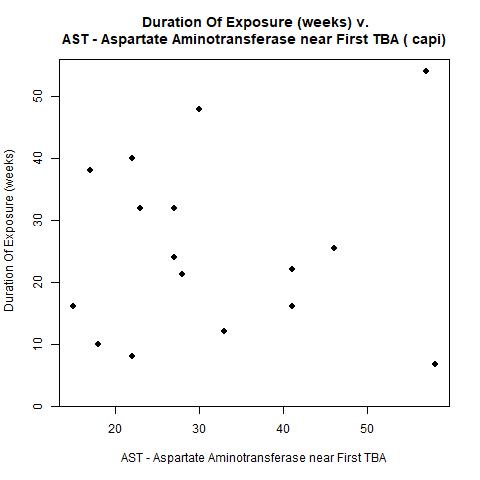 Duration Of Exposure (weeks) v.
AST - Aspartate Aminotransferase near First TBA ( capi)
Duration Of Exposure (weeks)
50
40
30
20
10
0
20 30 40 50
AST - Aspartate Aminotransferase near First TBA